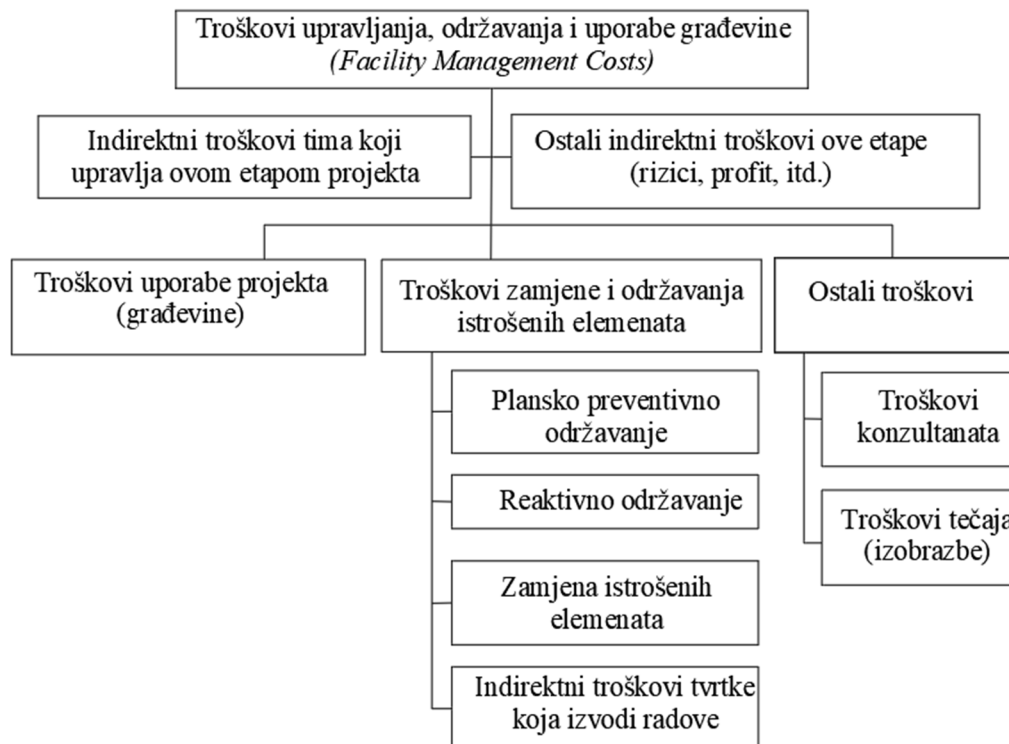 Troškovi upravljanja, održavanja i uporabe građevine
(Facility Management Costs)
Indirektni troškovi tima koji
upravlja ovom etapom projekta
Ostali indirektni troškovi ove etape
(rizici, profit, itd.)
Troškovi uporabe projekta
(građevine)
Troškovi zamjene i održavanja
istrošenih elemenata
Ostali troškovi
Plansko preventivno
održavanje
Reaktivno održavanje
Zamjena istrošenih
elemenata
Indirektni troškovi tvrtke
koja izvodi radove
Troškovi
konzultanata
Troškovi tečaja
(izobrazbe)